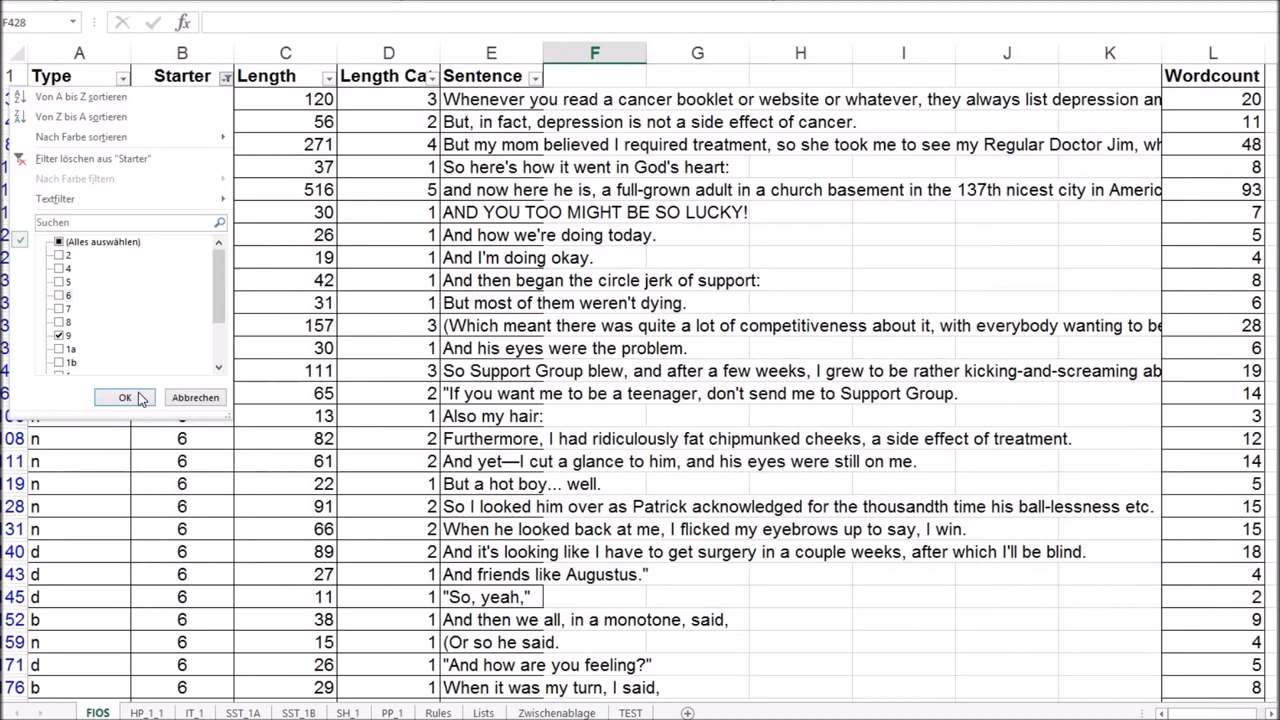 F428 fx
A B C D E F G H I J K L
1 Type Starter Length Length Ca Sentence Wordcount
120 3 Whenever you read a cancer booklet or website or whatever, they always list depression an 20
56 2 But, in fact, depression is not a side effect of cancer. 11
271 4 But my mom believed I required treatment, so she took me to see my Regular Doctor Jim, wh 48
37 1 So here's how it went in God's heart: 8
516 5 and now here he is, a full-grown adult in a church basement in the 137th nicest city in Americ 93
30 1 AND YOU TOO MIGHT BE SO LUCKY! 7
26 1 And how we're doing today. 5
19 1 And I'm doing okay. 4
42 1 And then began the circle jerk of support: 8
31 1 But most of them weren't dying. 6
157 3 (Which meant there was quite a lot of competitiveness about it, with everybody wanting to be 28
30 1 And his eyes were the problem. 6
111 3 So Support Group blew, and after a few weeks, I grew to be rather kicking-and-screaming ab 19
65 2 "If you want me to be a teenager, don't send me to Support Group. 14
13 1 Also my hair: 3
108 n 6 82 2 Furthermore, I had ridiculously fat chipmunked cheeks, a side effect of treatment. 12
111 n 6 61 2 And yet—I cut a glance to him, and his eyes were still on me. 14
119 n 6 22 1 But a hot boy... well. 5
128 n 6 91 2 So I looked him over as Patrick acknowledged for the thousandth time his ball-lessness etc. 15
131 n 6 66 2 When he looked back at me, I flicked my eyebrows up to say, I win. 15
140 d 6 89 2 And it's looking like I have to get surgery in a couple weeks, after which I'll be blind. 18
143 d 6 27 1 And friends like Augustus." 4
145 d 6 11 1 "So, yeah," 2
152 b 6 38 1 And then we all, in a monotone, said, 9
159 n 6 15 1 (Or so he said. 4
171 d 6 26 1 "And how are you feeling?" 5
176 b 6 29 1 When it was my turn, I said, 8
Von A bis Z sortieren
Von Z bis A sortieren
Nach Farbe sortieren
Filter löschen aus "Starter"
Nach Farbe filtern
Textfilter
Suchen
(Alles auswählen)
2
4
5
6
7
8
9
1a
1b
OK Abbrechen
FIOS HP_1_1 IT_1 SST_1A SST_1B SH_1 PP_1 Rules Lists Zwischenablage TEST